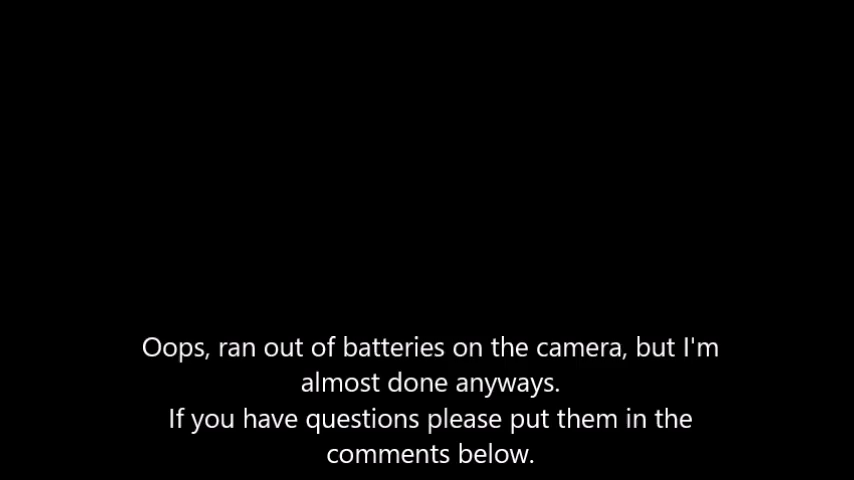 Oops, ran out of batteries on the camera, but I'm
almost done anyways.
If you have questions please put them in the
comments below.